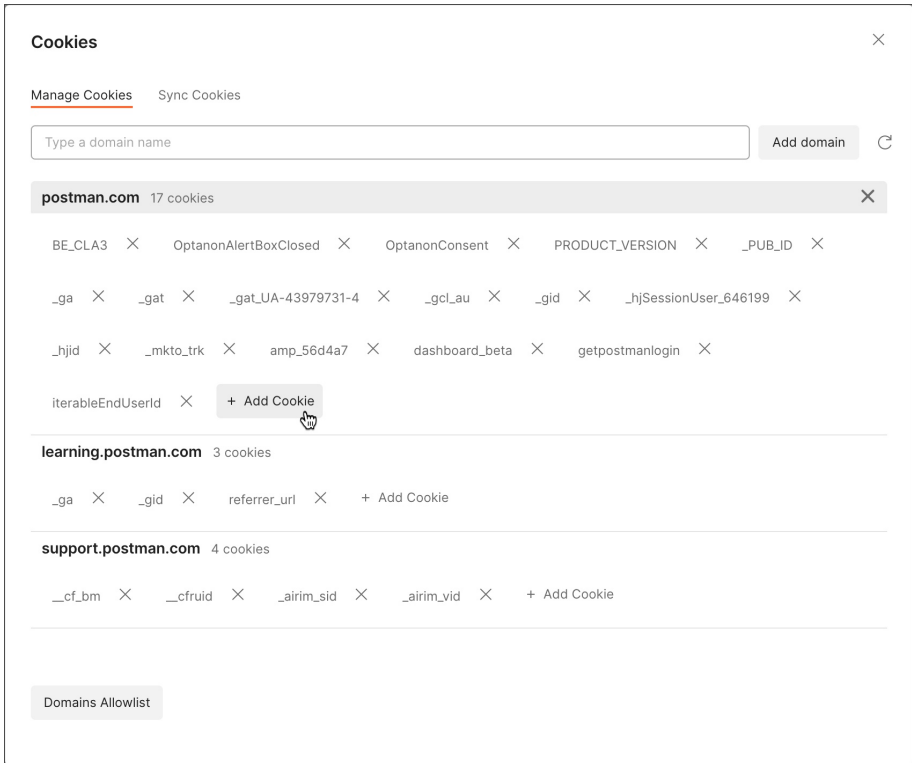 Cookies
Manage Cookies Sync Cookies
Type a domain name Add domain
postman.com 17 cookies
BE_CLA3 OptanonAlertBoxClosed OptanonConsent PRODUCT_VERSION _PUB_ID
_ga _gat _gat_UA-43979731-4 _gcl_au _gid _hjSessionUser_646199
_hjid _mkto_trk amp_56d4a7 dashboard_beta getpostmanlogin
iterableEndUserId + Add Cookie
learning.postman.com 3 cookies
_ga _gid referrer_url + Add Cookie
support.postman.com 4 cookies
__cf_bm __cfruid _airim_sid _airim_vid + Add Cookie
Domains Allowlist